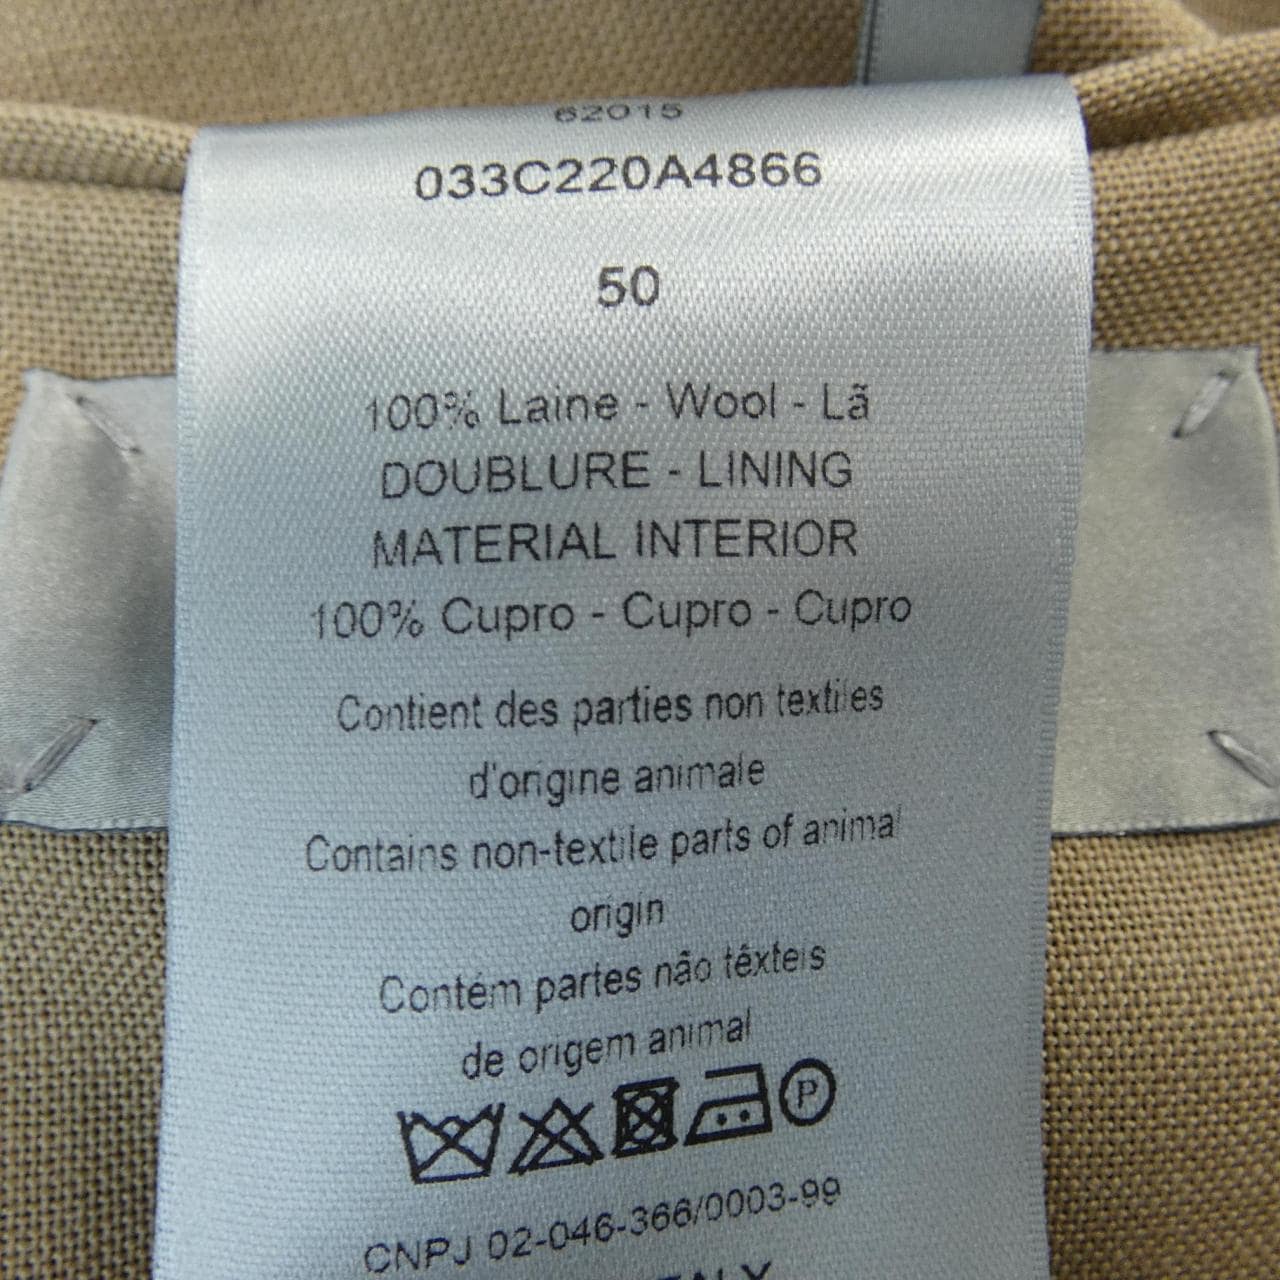 62015
033C220A4866
50
100% Laine - Wool - Lã
DOUBLURE - LINING
MATERIAL INTERIOR
100% Cupro - Cupro - Cupro
Contient des parties non textiles
d'origine animale
Contains non-textile parts of animal
origin
Contém partes não têxteis
de origem animal
P
CNPJ 02-046-366/0003-99